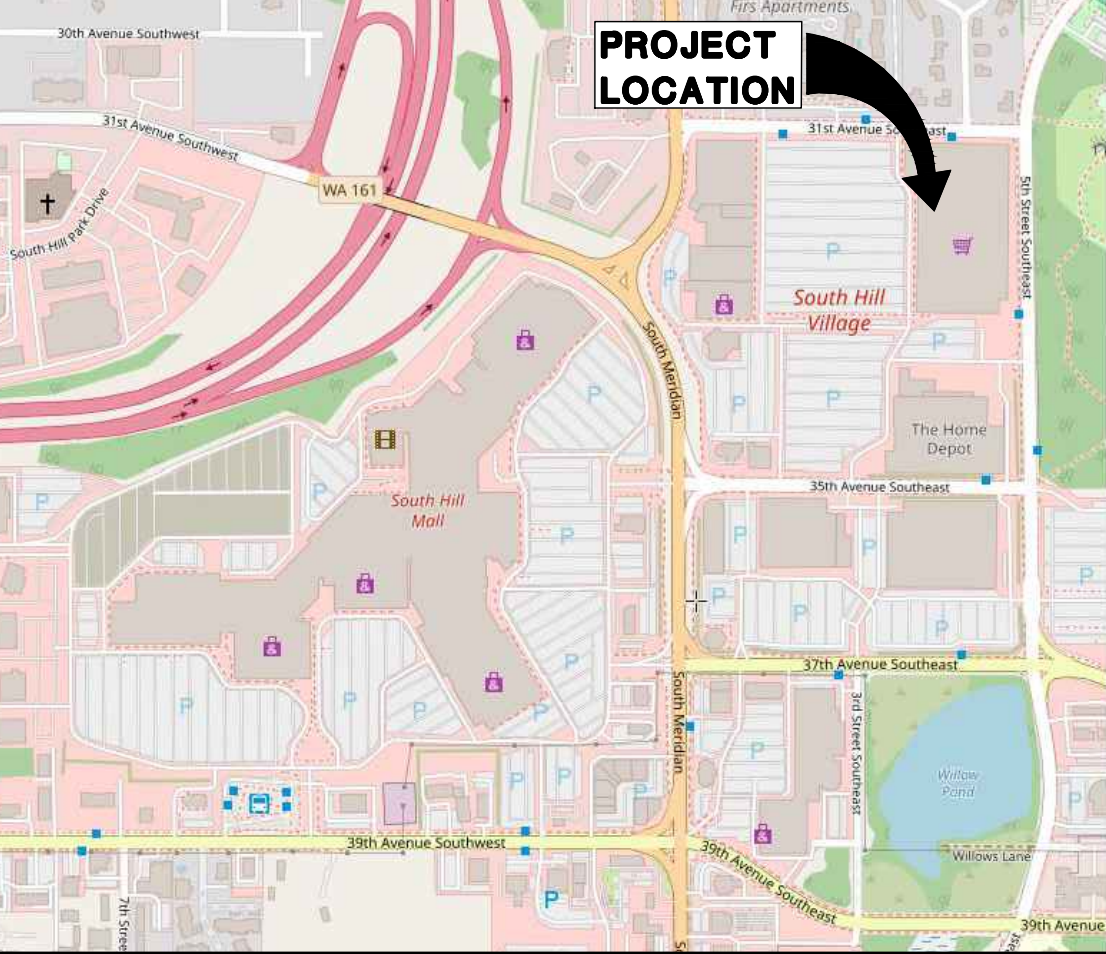 Firs Apartments
30th Avenue Southwest
PROJECT
LOCATION
31st Avenue Southwest
31st Avenue
WA 161
South Hill Park Drive
5th Street Southeast
P
P
South Hill
Village
South Meridian
P
P
P
P
The Home
Depot
South Hill
Mall
P
P
35th Avenue Southeast
P
P
P
P
P
P
P
P
P
37th Avenue Southeast
P
P
P
P
South Meridian
3rd Street Southeast
P
P
P
Willow
Pond
P
P
39th Avenue Southwest
39th Avenue Southeast
Willows Lane
P
7th Stree
39th Avenue